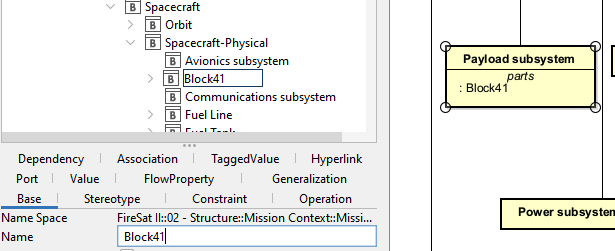 Spacecraft
Orbit
Spacecraft-Physical
Avionics subsystem
Block41
Communications subsystem
Fuel Line
Fuel Tank
Dependency Association TaggedValue Hyperlink
Port Value FlowProperty Generalization
Base Stereotype Constraint Operation
Name Space FireSat II::02 - Structure::Mission Context::Missi...
Name Block41
Payload subsystem
parts
: Block41
Power subsystem